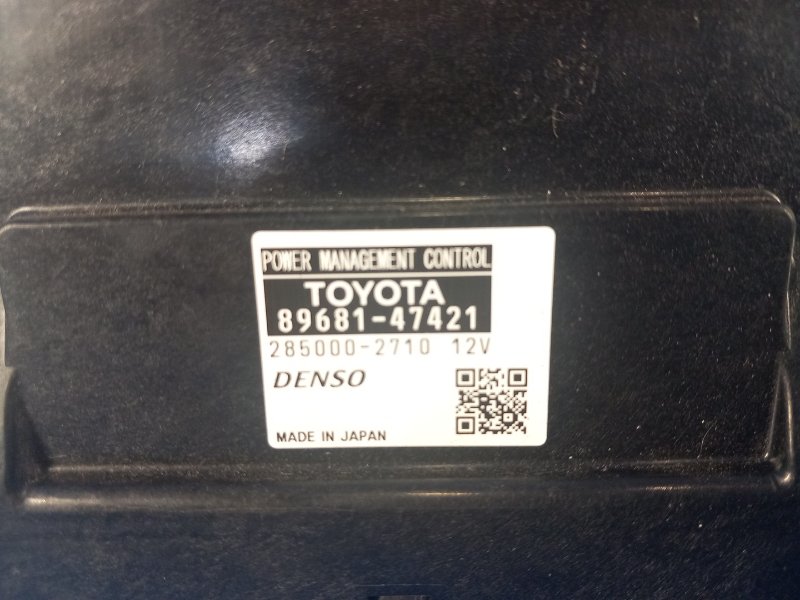 POWER MANAGEMENT CONTROL
TOYOTA
89681-47421
285000-2710 12V
DENSO
MADE IN JAPAN